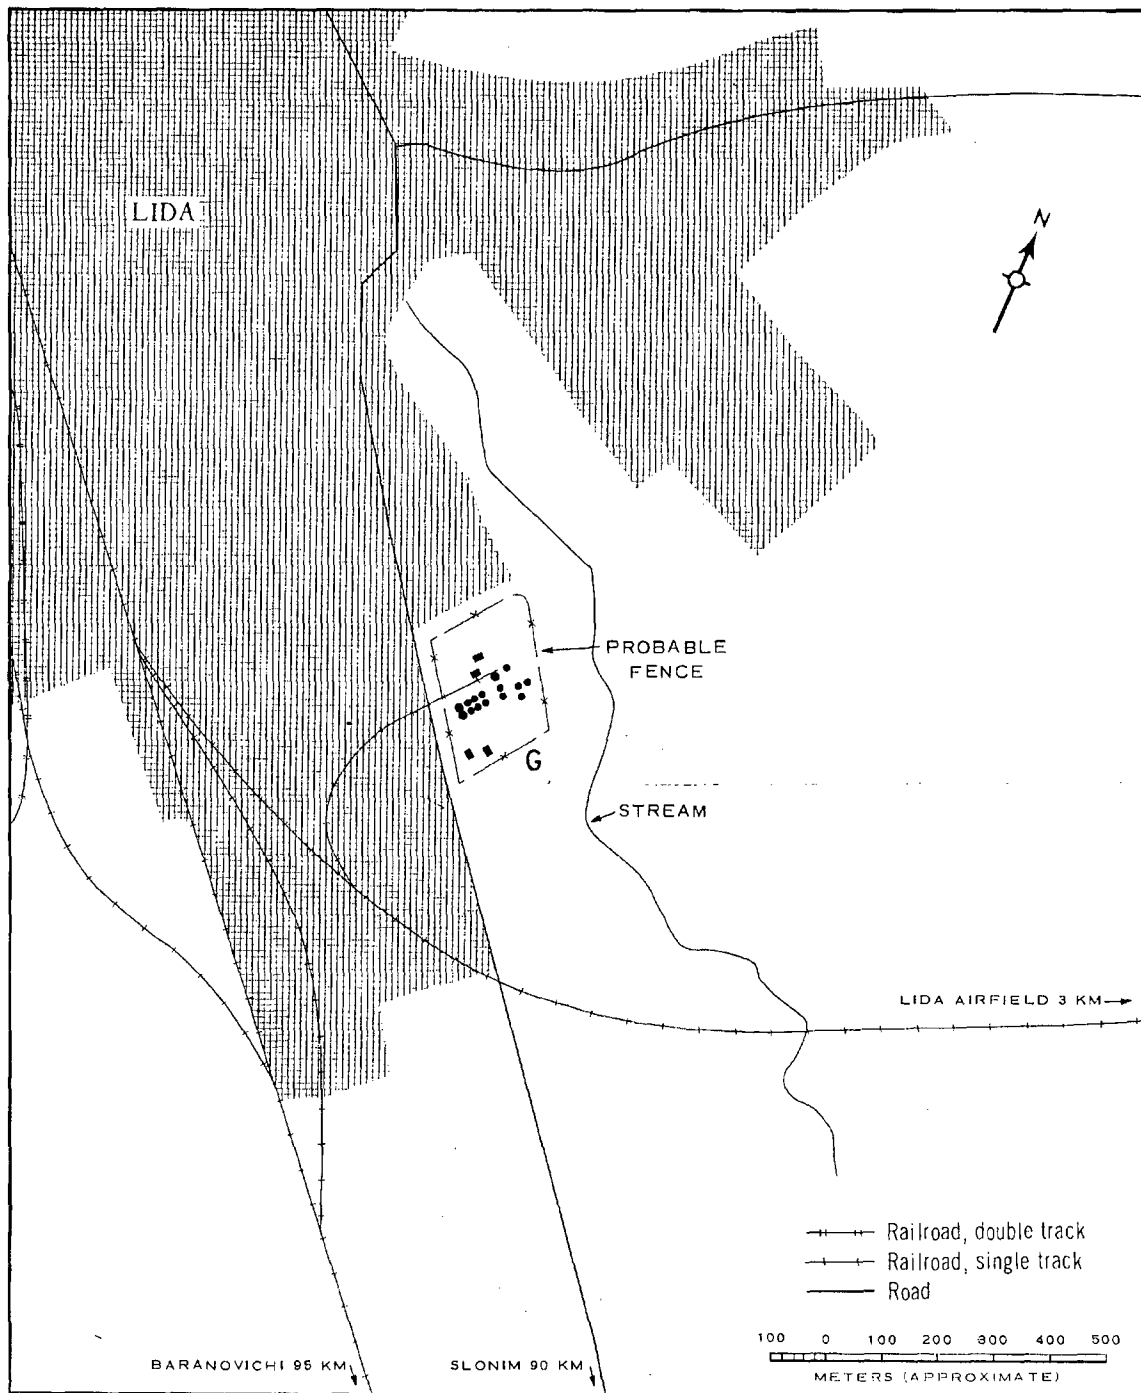 LIDA
N
PROBABLE
FENCE
G
STREAM
LIDA AIRFIELD 3 KM
Railroad, double track
Railroad, single track
Road
100 0 100 200 300 400 500
METERS (APPROXIMATE)
BARANOVICHI 95 KM
SLONIM 90 KM